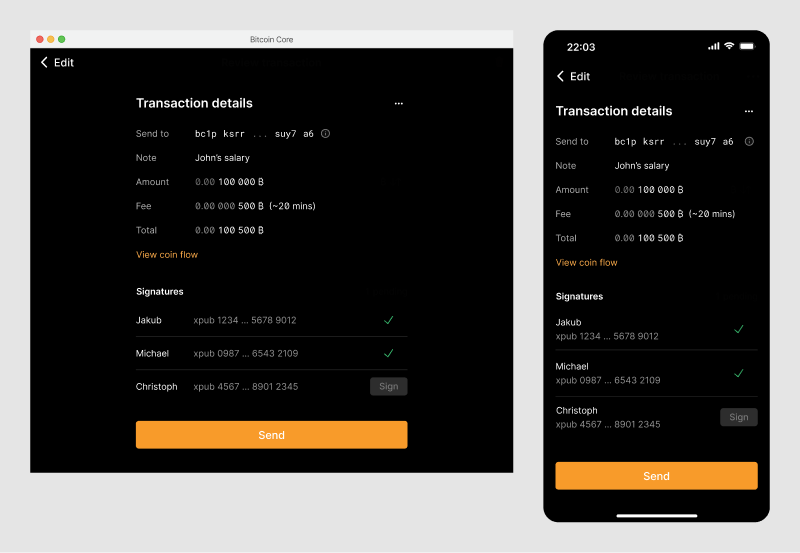 Bitcoin Core
Edit
Transaction details
Send to bc1p ksrr ... suy7 a6
Note John's salary
Amount 0.00 100 000 ₿
Fee 0.00 000 500 ₿ (~20 mins)
Total 0.00 100 500 ₿
View coin flow
Signatures
Jakub xpub 1234 ... 5678 9012
Michael xpub 0987 ... 6543 2109
Christoph xpub 4567 ... 8901 2345 Sign
Send
22:03
Edit
Transaction details
Send to bc1p ksrr ... suy7 a6
Note John's salary
Amount 0.00 100 000 ₿
Fee 0.00 000 500 ₿ (~20 mins)
Total 0.00 100 500 ₿
View coin flow
Signatures
Jakub
xpub 1234 ... 5678 9012
Michael
xpub 0987 ... 6543 2109
Christoph
xpub 4567 ... 8901 2345 Sign
Send